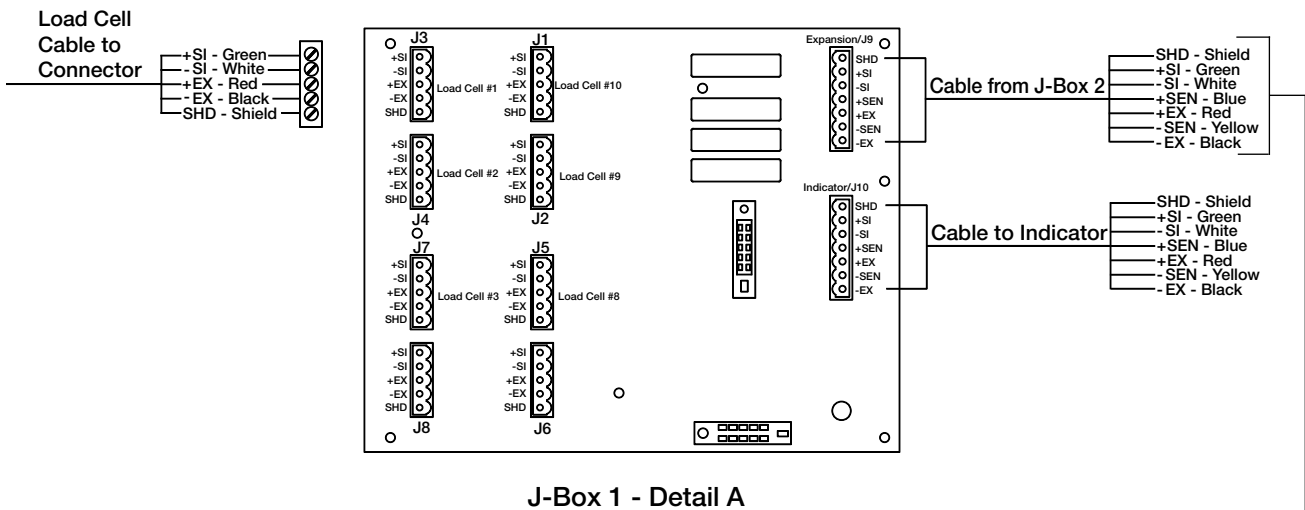 Load Cell
Cable to
Connector
+SI - Green
- SI - White
+EX - Red
- EX - Black
SHD - Shield
J3
+SI
-SI
+EX
-EX
SHD
Load Cell #1
J1
+SI
-SI
+EX
-EX
SHD
Load Cell #10
+SI
-SI
+EX
-EX
SHD
Load Cell #2
J4
+SI
-SI
+EX
-EX
SHD
Load Cell #9
J2
J7
+SI
-SI
+EX
-EX
SHD
Load Cell #3
J5
+SI
-SI
+EX
-EX
SHD
Load Cell #8
+SI
-SI
+EX
-EX
SHD
J8
+SI
-SI
+EX
-EX
SHD
J6
Expansion/J9
SHD
+SI
-SI
+SEN
+EX
-SEN
-EX
Cable from J-Box 2
SHD - Shield
+SI - Green
- SI - White
+SEN - Blue
+EX - Red
- SEN - Yellow
- EX - Black
Indicator/J10
SHD
+SI
-SI
+SEN
+EX
-SEN
-EX
Cable to Indicator
SHD - Shield
+SI - Green
- SI - White
+SEN - Blue
+EX - Red
- SEN - Yellow
- EX - Black
J-Box 1 - Detail A